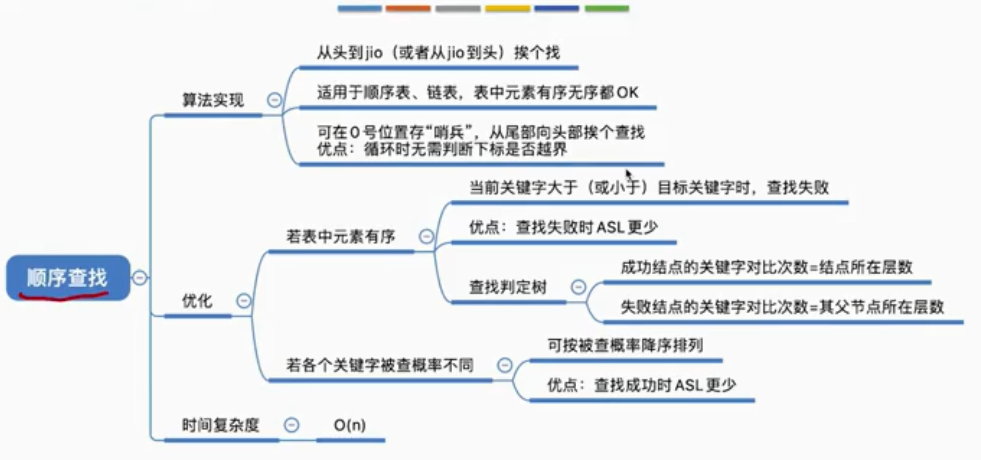 从头到jio（或者从jio到头）挨个找
算法实现
适用于顺序表、链表，表中元素有序无序都OK
可在0号位置存“哨兵”，从尾部向头部挨个查找
优点：循环时无需判断下标是否越界
当前关键字大于（或小于）目标关键字时，查找失败
若表中元素有序
优点：查找失败时ASL更少
查找判定树
成功结点的关键字对比次数=结点所在层数
失败结点的关键字对比次数=其父节点所在层数
顺序查找
优化
若各个关键字被查概率不同
可按被查概率降序排列
优点：查找成功时ASL更少
时间复杂度
O(n)